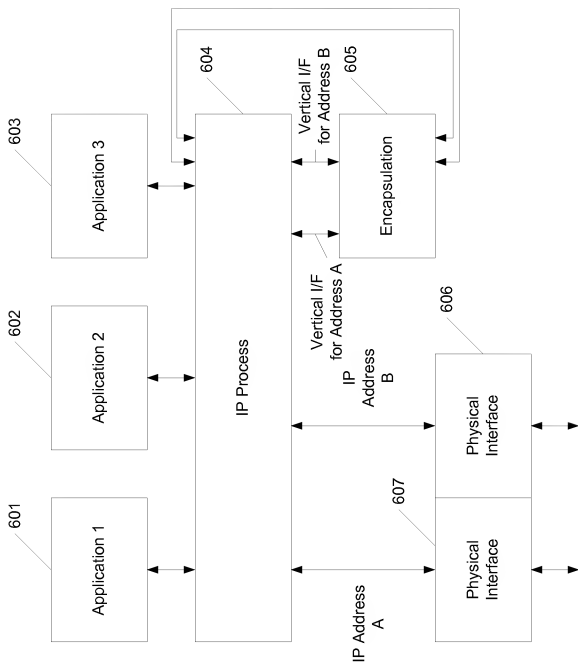 601
602
603
Application 1
Application 2
Application 3
604
IP Process
IP Address
A
IP
Address
B
Vertical I/F
for Address A
Vertical I/F
for Address B
605
Encapsulation
607
606
Physical
Interface
Physical
Interface